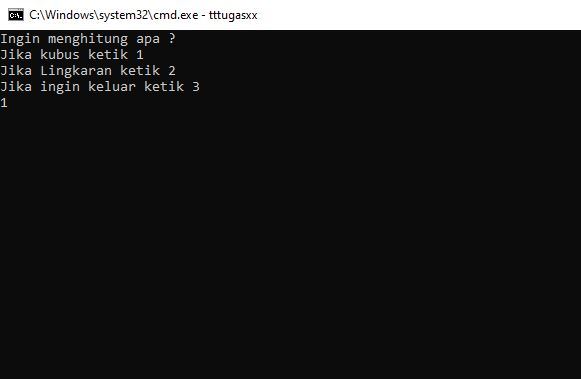 C:\Windows\system32\cmd.exe - tttugasxx
Ingin menghitung apa ?
Jika kubus ketik 1
Jika Lingkaran ketik 2
Jika ingin keluar ketik 3
1